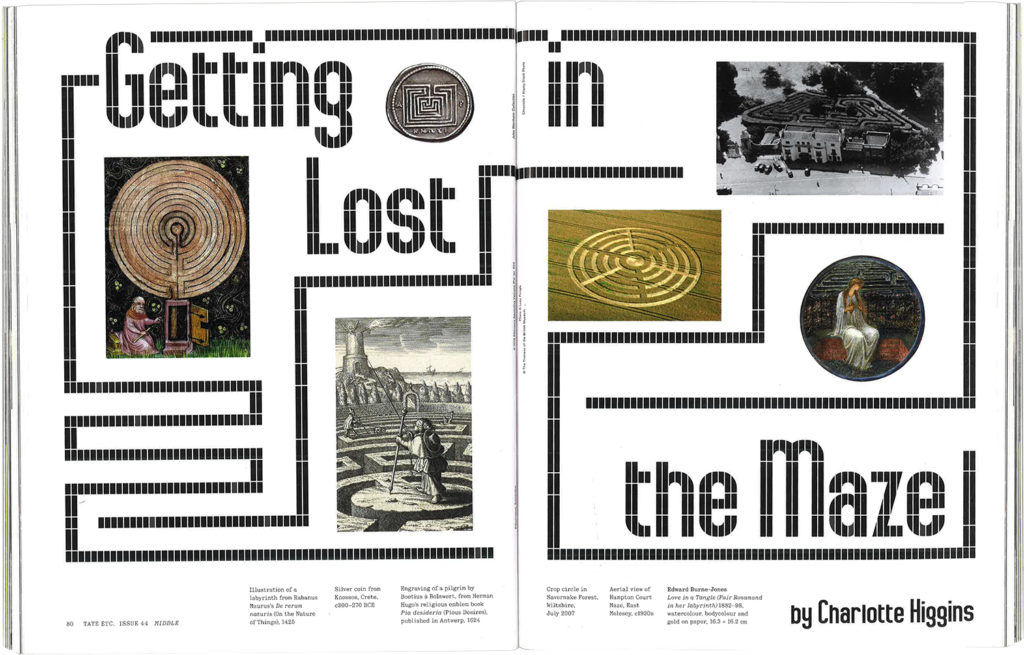 Getting
in
Lost
the Maze
Illustration of a
labyrinth from Rabanus
Maurus's De rerum
naturis (On the Nature
of Things), 1425
Silver coin from
Knossos, Crete,
c300–270 BCE
Engraving of a pilgrim by
Boetius à Bolswert, from Herman
Hugo's religious emblem book
Pia desideria (Pious Desires),
published in Antwerp, 1624
Crop circle in
Savernake Forest,
Wiltshire,
July 2007
Aerial view of
Hampton Court
Maze, East
Molesey, c1920s
Edward Burne-Jones
Love in a Tangle (Fair Rosamond
in her labyrinth) 1882–98,
watercolour, bodycolour and
gold on paper, 16.3 × 16.2 cm
by Charlotte Higgins
80 TATE ETC. ISSUE 44 MIDDLE